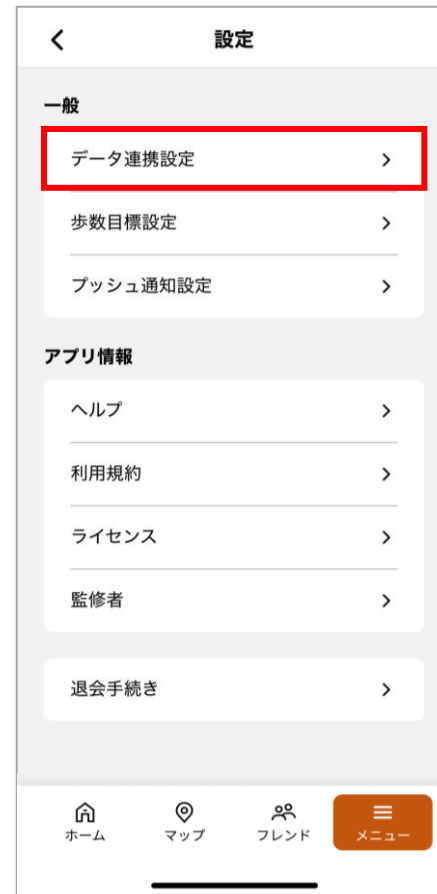 設定
一般
データ連携設定
歩数目標設定
プッシュ通知設定
アプリ情報
ヘルプ
利用規約
ライセンス
監修者
退会手続き
ホーム マップ フレンド メニュー